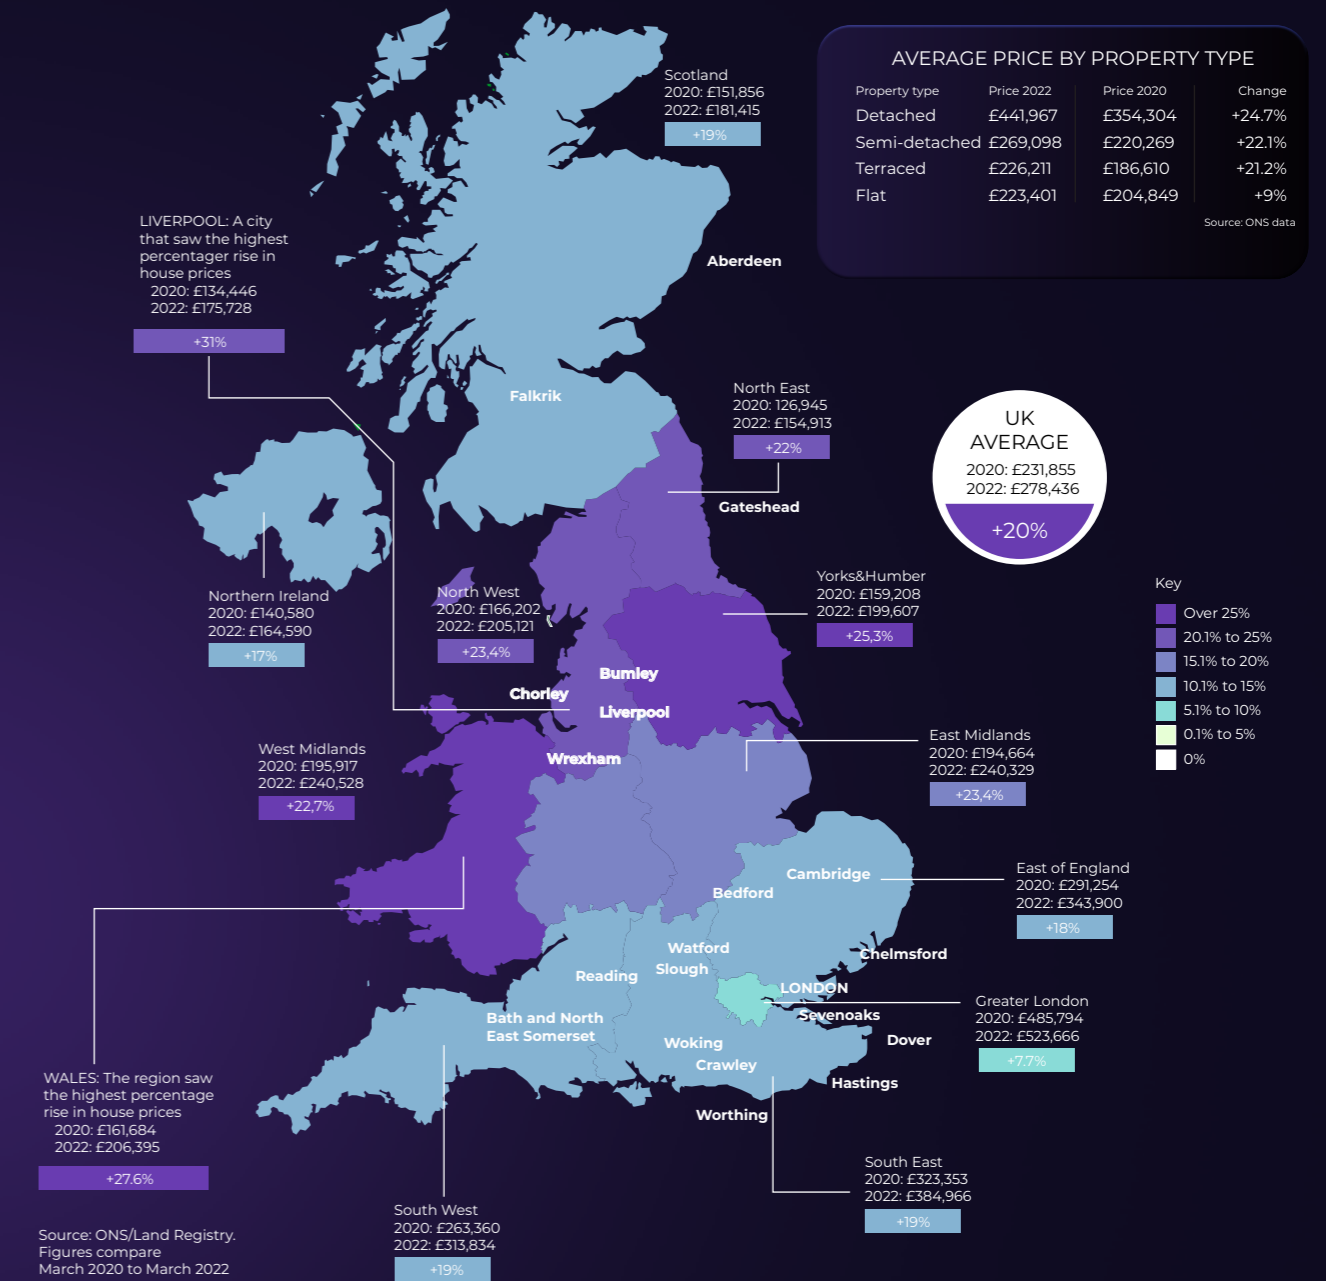 AVERAGE PRICE BY PROPERTY TYPE
Property type Price 2022 Price 2020 Change
Detached £441,967 £354,304 +24.7%
Semi-detached £269,098 £220,269 +22.1%
Terraced £226,211 £186,610 +21.2%
Flat £223,401 £204,849 +9%
Source: ONS data
Scotland
2020: £151,856
2022: £181,415
+19%
LIVERPOOL: A city
that saw the highest
percentager rise in
house prices
2020: £134,446
2022: £175,728
+31%
Aberdeen
Falkrik
North East
2020: 126,945
2022: £154,913
+22%
Gateshead
UK
AVERAGE
2020: £231,855
2022: £278,436
+20%
Northern Ireland
2020: £140,580
2022: £164,590
+17%
North West
2020: £166,202
2022: £205,121
+23,4%
Yorks&Humber
2020: £159,208
2022: £199,607
+25,3%
Key
Over 25%
20.1% to 25%
15.1% to 20%
10.1% to 15%
5.1% to 10%
0.1% to 5%
0%
Burnley
Chorley
Liverpool
Wrexham
West Midlands
2020: £195,917
2022: £240,528
+22,7%
East Midlands
2020: £194,664
2022: £240,329
+23,4%
Cambridge
Bedford
East of England
2020: £291,254
2022: £343,900
+18%
Watford
Chelmsford
Slough
Reading
LONDON
Sevenoaks
Greater London
2020: £485,794
2022: £523,666
+7.7%
Bath and North
East Somerset
Woking
Dover
Crawley
Hastings
Worthing
WALES: The region saw
the highest percentage
rise in house prices
2020: £161,684
2022: £206,395
+27.6%
South East
2020: £323,353
2022: £384,966
+19%
South West
2020: £263,360
2022: £313,834
+19%
Source: ONS/Land Registry.
Figures compare
March 2020 to March 2022